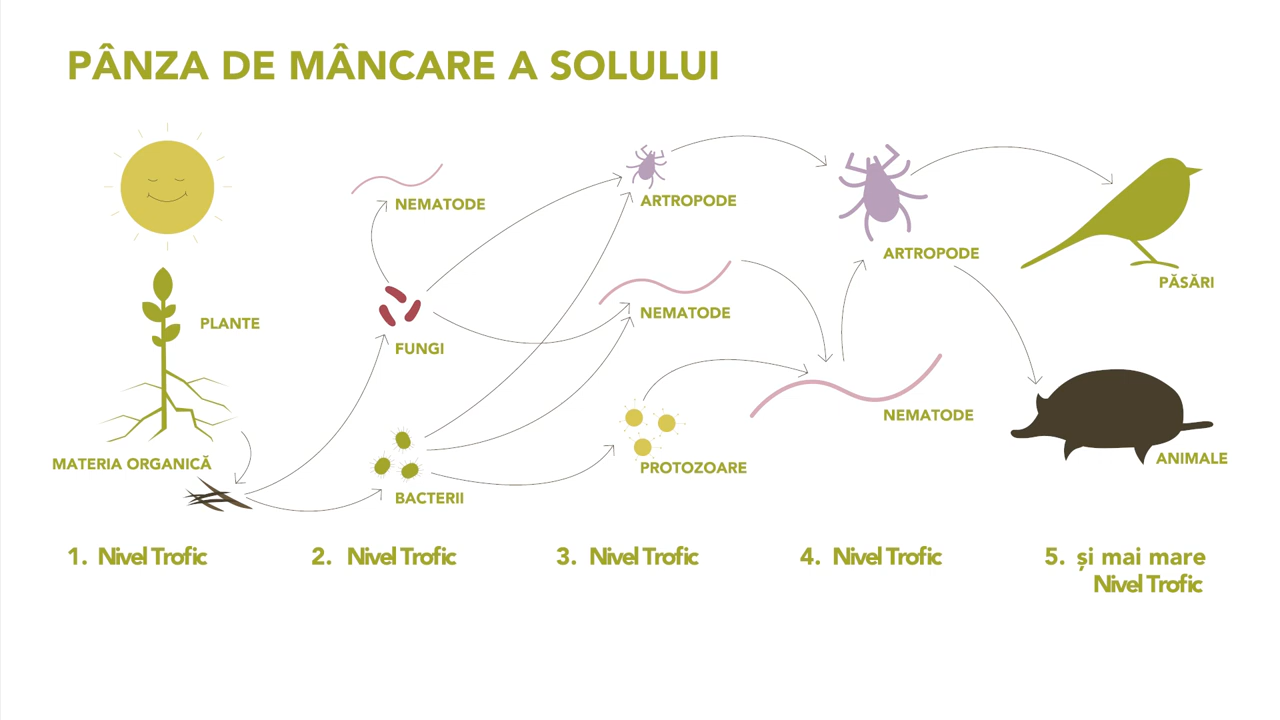 PÂNZA DE MÂNCARE A SOLULUI
NEMATODE
ARTROPODE
ARTROPODE
PĂSĂRI
PLANTE
NEMATODE
FUNGI
NEMATODE
MATERIA ORGANICĂ
PROTOZOARE
ANIMALE
BACTERII
1. Nivel Trofic
2. Nivel Trofic
3. Nivel Trofic
4. Nivel Trofic
5. și mai mare
Nivel Trofic